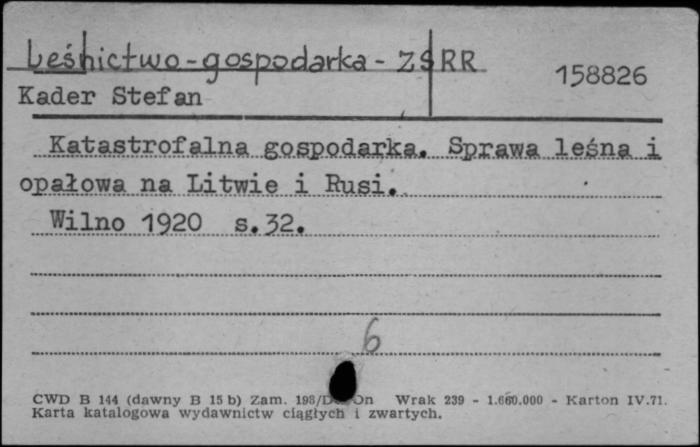 Leśnictwo - gospodarka - ZSRR
158826
Kader Stefan
Katastrofalna gospodarka. Sprawa leśna i
opałowa na Litwie i Rusi.
Wilno 1920 s.32.
6
CWD B 144 (dawny B 15 b) Zam. On Wrak 239 - 1.660.000 - Karton IV.71.
Karta katalogowa wydawnictw ciągłych i zwartych.